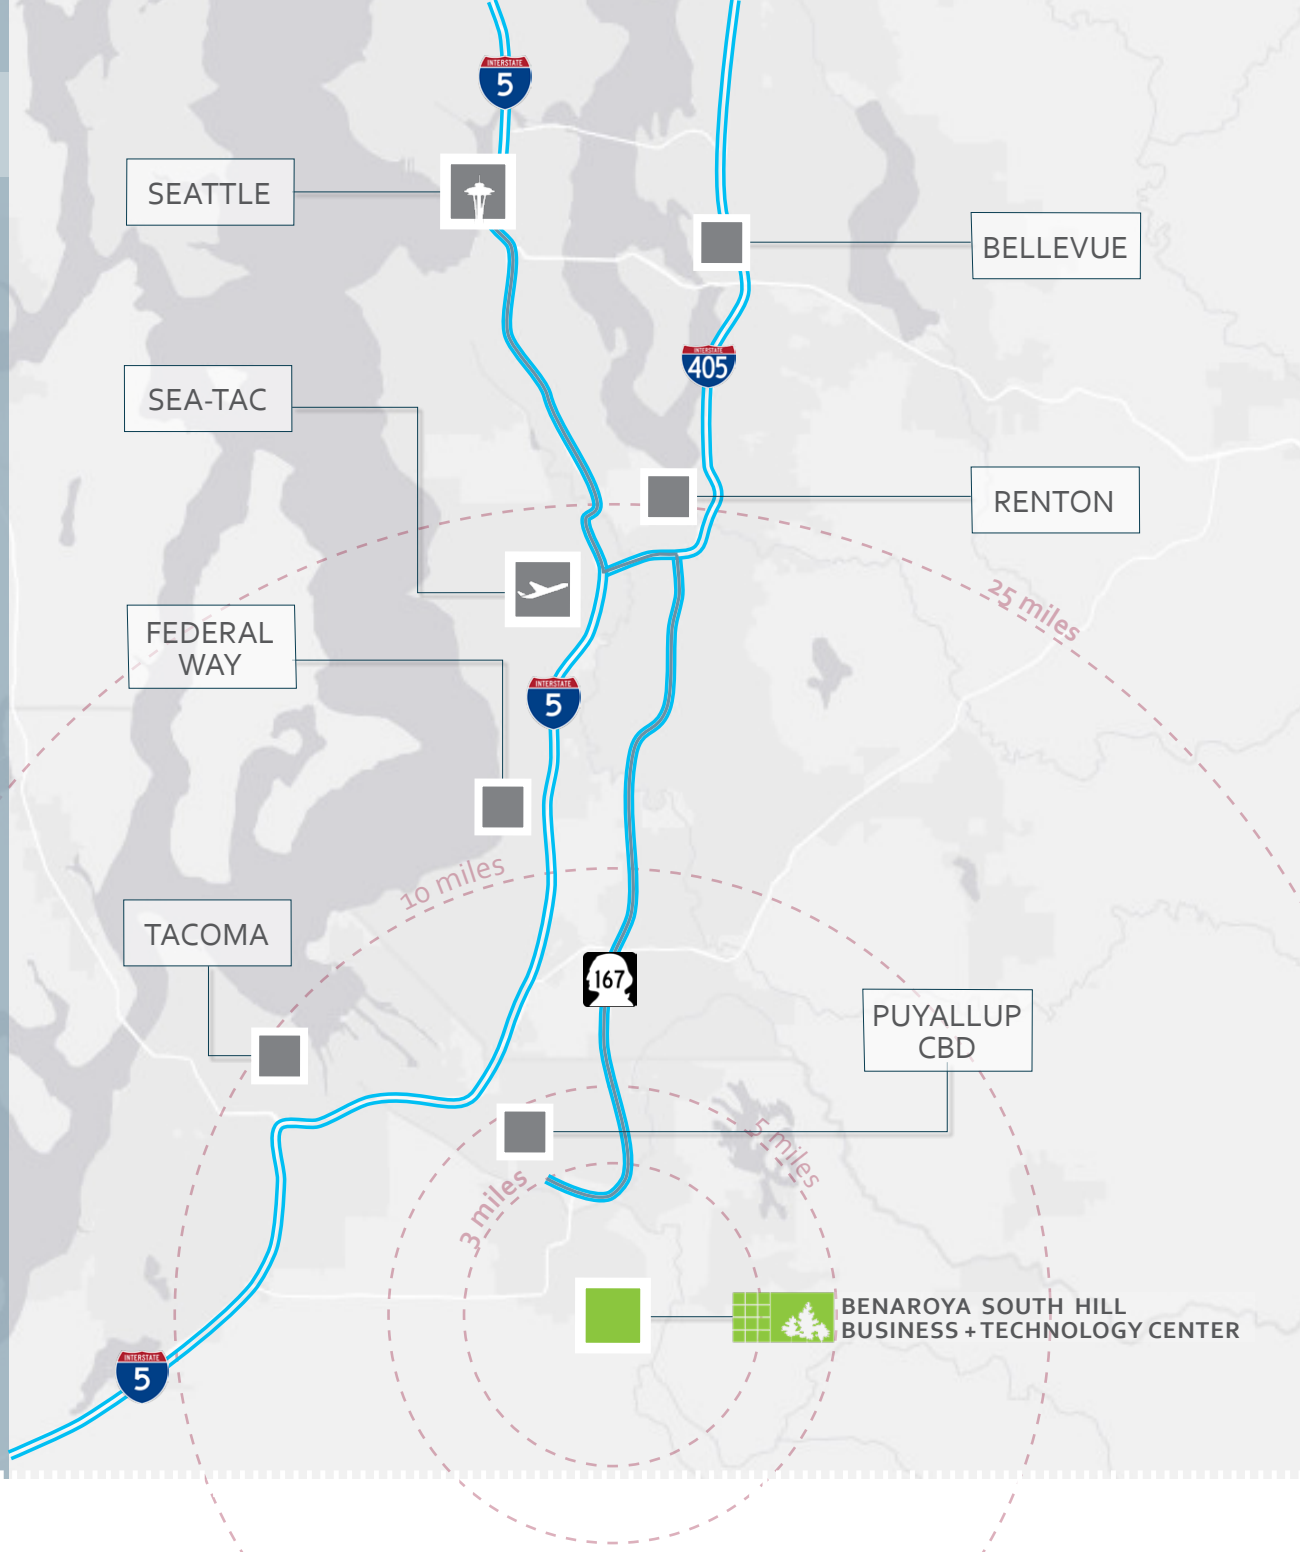 INTERSTATE
5
SEATTLE
BELLEVUE
INTERSTATE
405
SEA-TAC
RENTON
25 miles
FEDERAL
WAY
INTERSTATE
5
10 miles
TACOMA
167
PUYALLUP
CBD
5 miles
3 miles
BENAROYA SOUTH HILL
BUSINESS + TECHNOLOGY CENTER
INTERSTATE
5